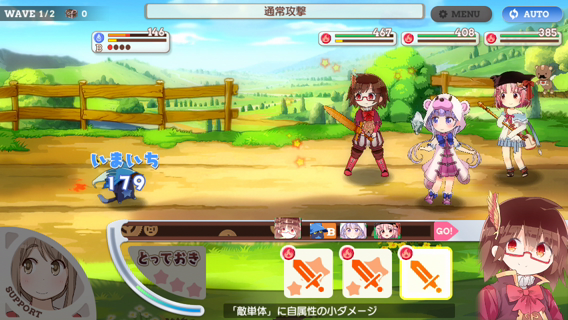 WAVE 1/2 0
通常攻撃
MENU
AUTO
146
B
467
408
385
いまいち
179
B
GO!
とっておき
SUPPORT
「敵単体」に自属性の小ダメージ